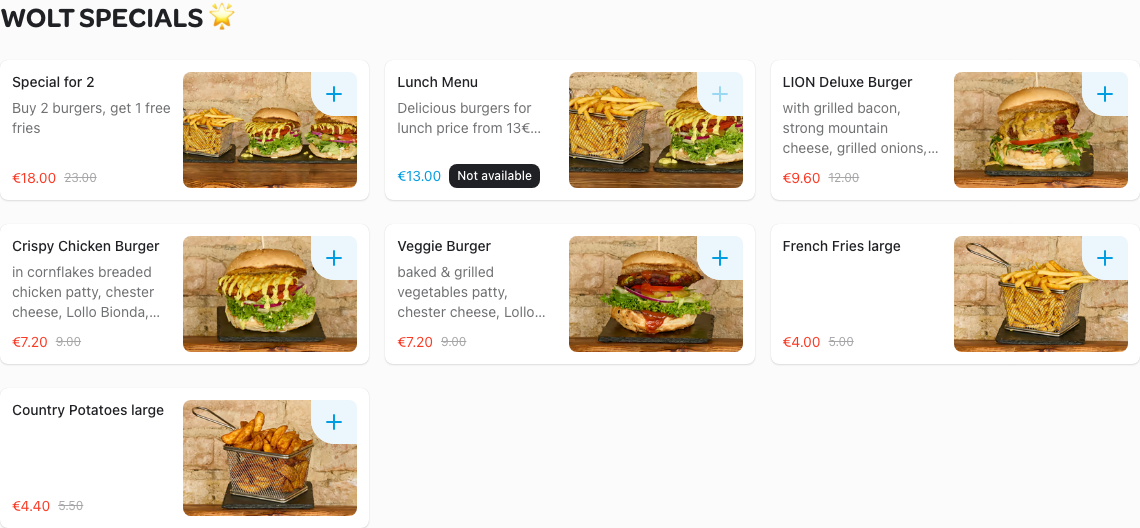 WOLT SPECIALS 🌟
Special for 2
Buy 2 burgers, get 1 free
fries
€18.00 23.00
Lunch Menu
Delicious burgers for
lunch price from 13€...
€13.00 Not available
LION Deluxe Burger
with grilled bacon,
strong mountain
cheese, grilled onions,...
€9.60 12.00
Crispy Chicken Burger
in cornflakes breaded
chicken patty, chester
cheese, Lollo Bionda,...
€7.20 9.00
Veggie Burger
baked & grilled
vegetables patty,
chester cheese, Lollo...
€7.20 9.00
French Fries large
€4.00 5.00
Country Potatoes large
€4.40 5.50